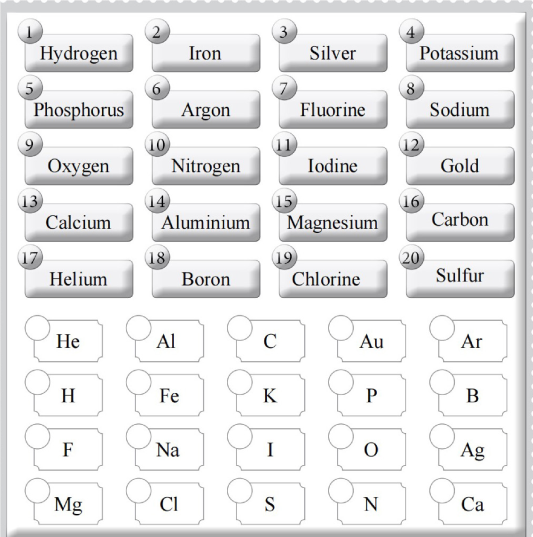 1 2 3 4
Hydrogen Iron Silver Potassium
5 6 7 8
Phosphorus Argon Fluorine Sodium
9 10 11 12
Oxygen Nitrogen Iodine Gold
13 14 15 16
Calcium Aluminium Magnesium Carbon
17 18 19 20
Helium Boron Chlorine Sulfur
He Al C Au Ar
H Fe K P B
F Na I O Ag
Mg Cl S N Ca